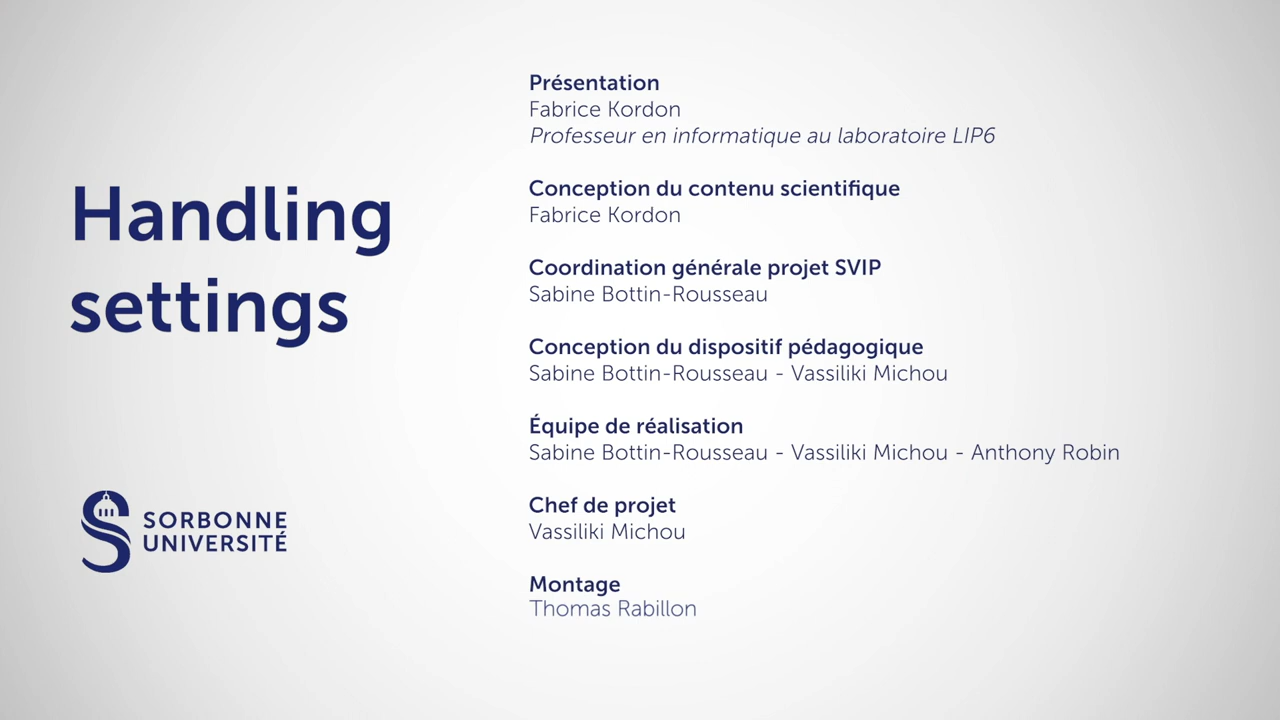 Handling
settings
SORBONNE
UNIVERSITÉ
Présentation
Fabrice Kordon
Professeur en informatique au laboratoire LIP6
Conception du contenu scientifique
Fabrice Kordon
Coordination générale projet SVIP
Sabine Bottin-Rousseau
Conception du dispositif pédagogique
Sabine Bottin-Rousseau - Vassiliki Michou
Équipe de réalisation
Sabine Bottin-Rousseau - Vassiliki Michou - Anthony Robin
Chef de projet
Vassiliki Michou
Montage
Thomas Rabillon